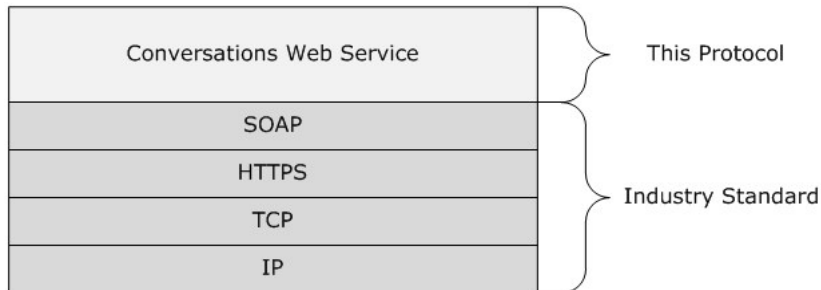 Conversations Web Service
This Protocol
SOAP
HTTPS
TCP
IP
Industry Standard